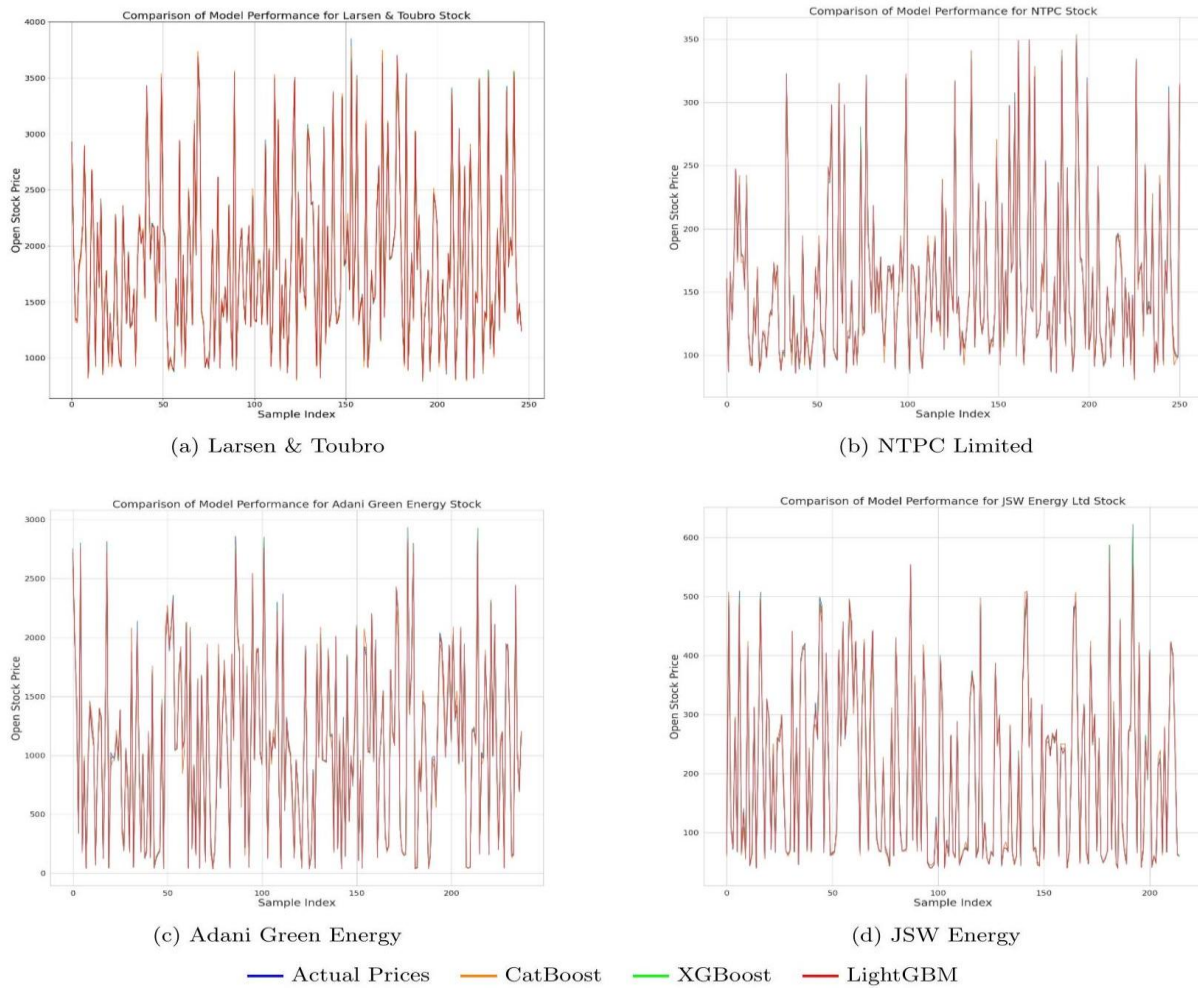 Comparison of Model Performance for Larsen & Toubro Stock
4000
3500
3000
2500
2000
1500
1000
Open Stock Price
0
50
100
150
200
250
Sample Index
(a) Larsen & Toubro
Comparison of Model Performance for NTPC Stock
350
300
250
200
150
100
Open Stock Price
0
50
100
150
200
250
Sample Index
(b) NTPC Limited
Comparison of Model Performance for Adani Green Energy Stock
3000
2500
2000
1500
1000
500
0
Open Stock Price
0
50
100
150
200
Sample Index
(c) Adani Green Energy
Comparison of Model Performance for JSW Energy Ltd Stock
600
500
400
300
200
100
Open Stock Price
0
50
100
150
200
Sample Index
(d) JSW Energy
Actual Prices CatBoost XGBoost LightGBM